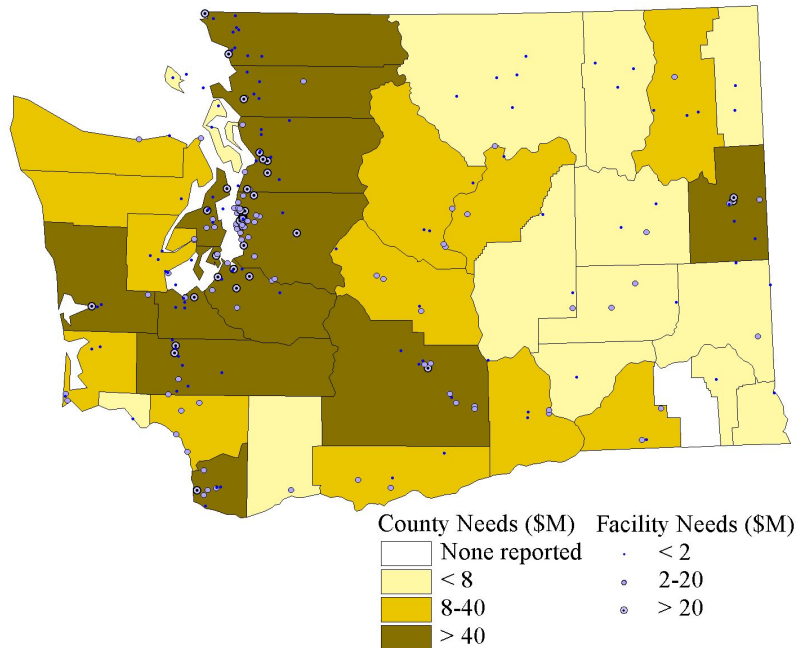 County Needs ($M)
None reported
< 8
8-40
> 40
Facility Needs ($M)
< 2
2-20
> 20